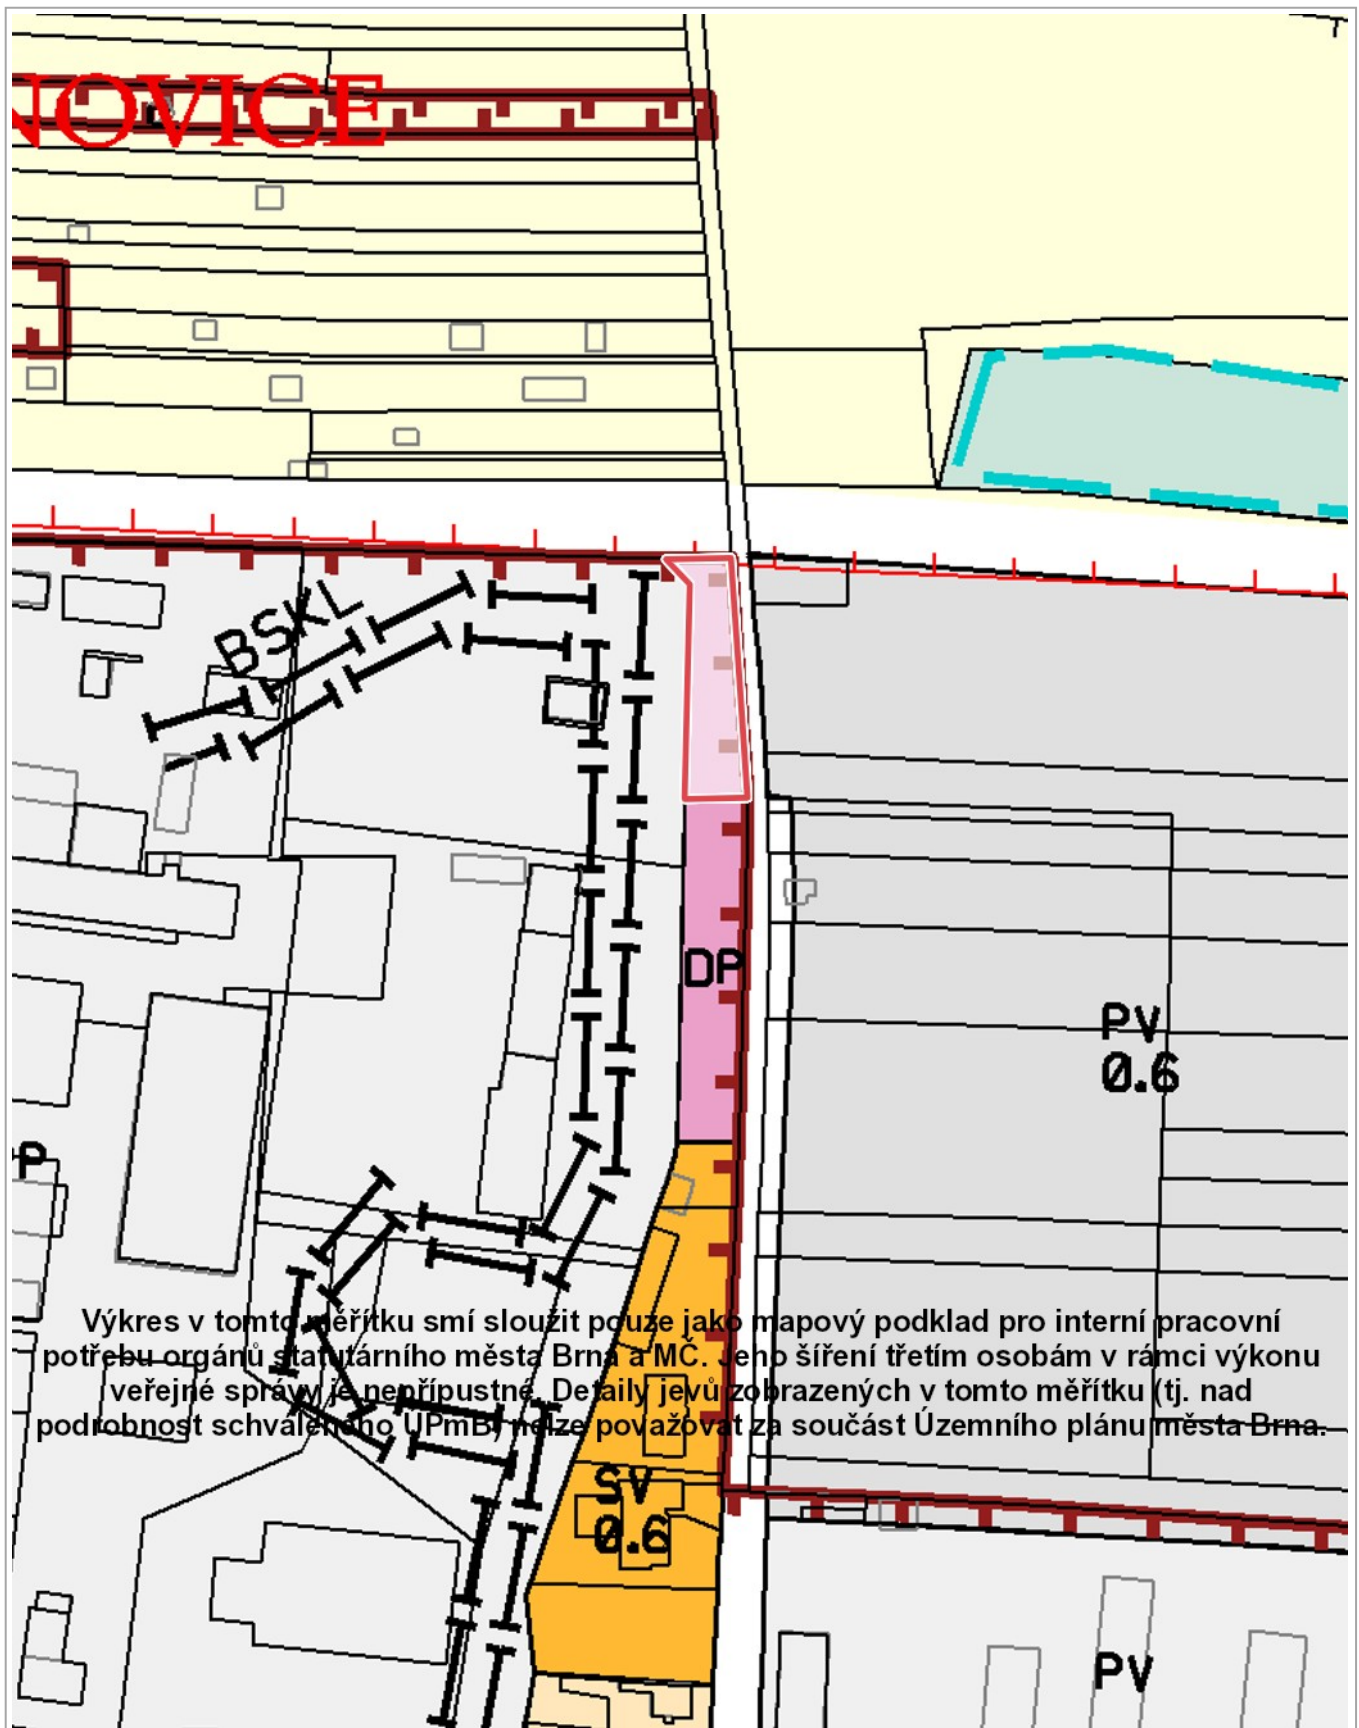 NOVICE
BSKL
DP
PV
0.6
P
Výkres v tomto měřítku smí sloužit pouze jako mapový podklad pro interní pracovní
potřebu orgánů statutárního města Brna a MČ. Jeho šíření třetím osobám v rámci výkonu
veřejné správy je nepřípustné. Detaily jevů zobrazených v tomto měřítku (tj. nad
podrobnost schváleného ÚPmB) nelze považovat za součást Územního plánu města Brna.
SV
0.6
PV